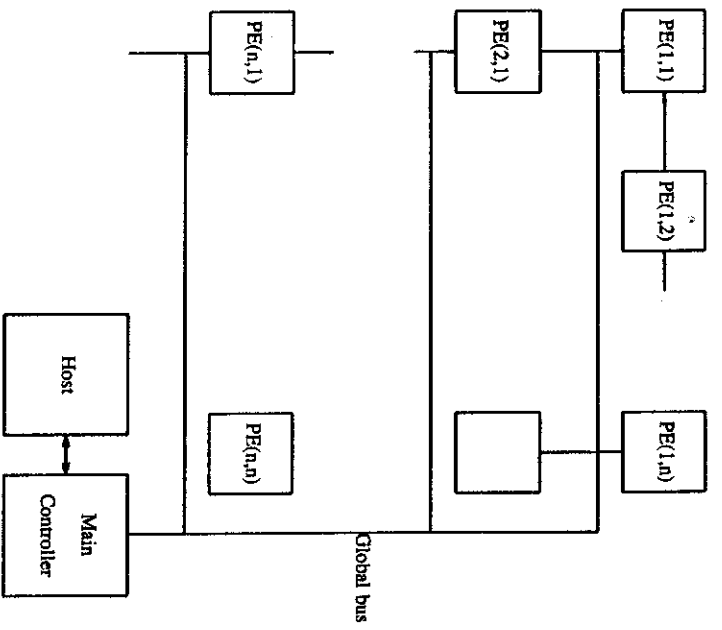 PE(1,1)
PE(1,2)
PE(1,n)
PE(2,1)
PE(n,1)
PE(n,n)
Global bus
Host
Main
Controller